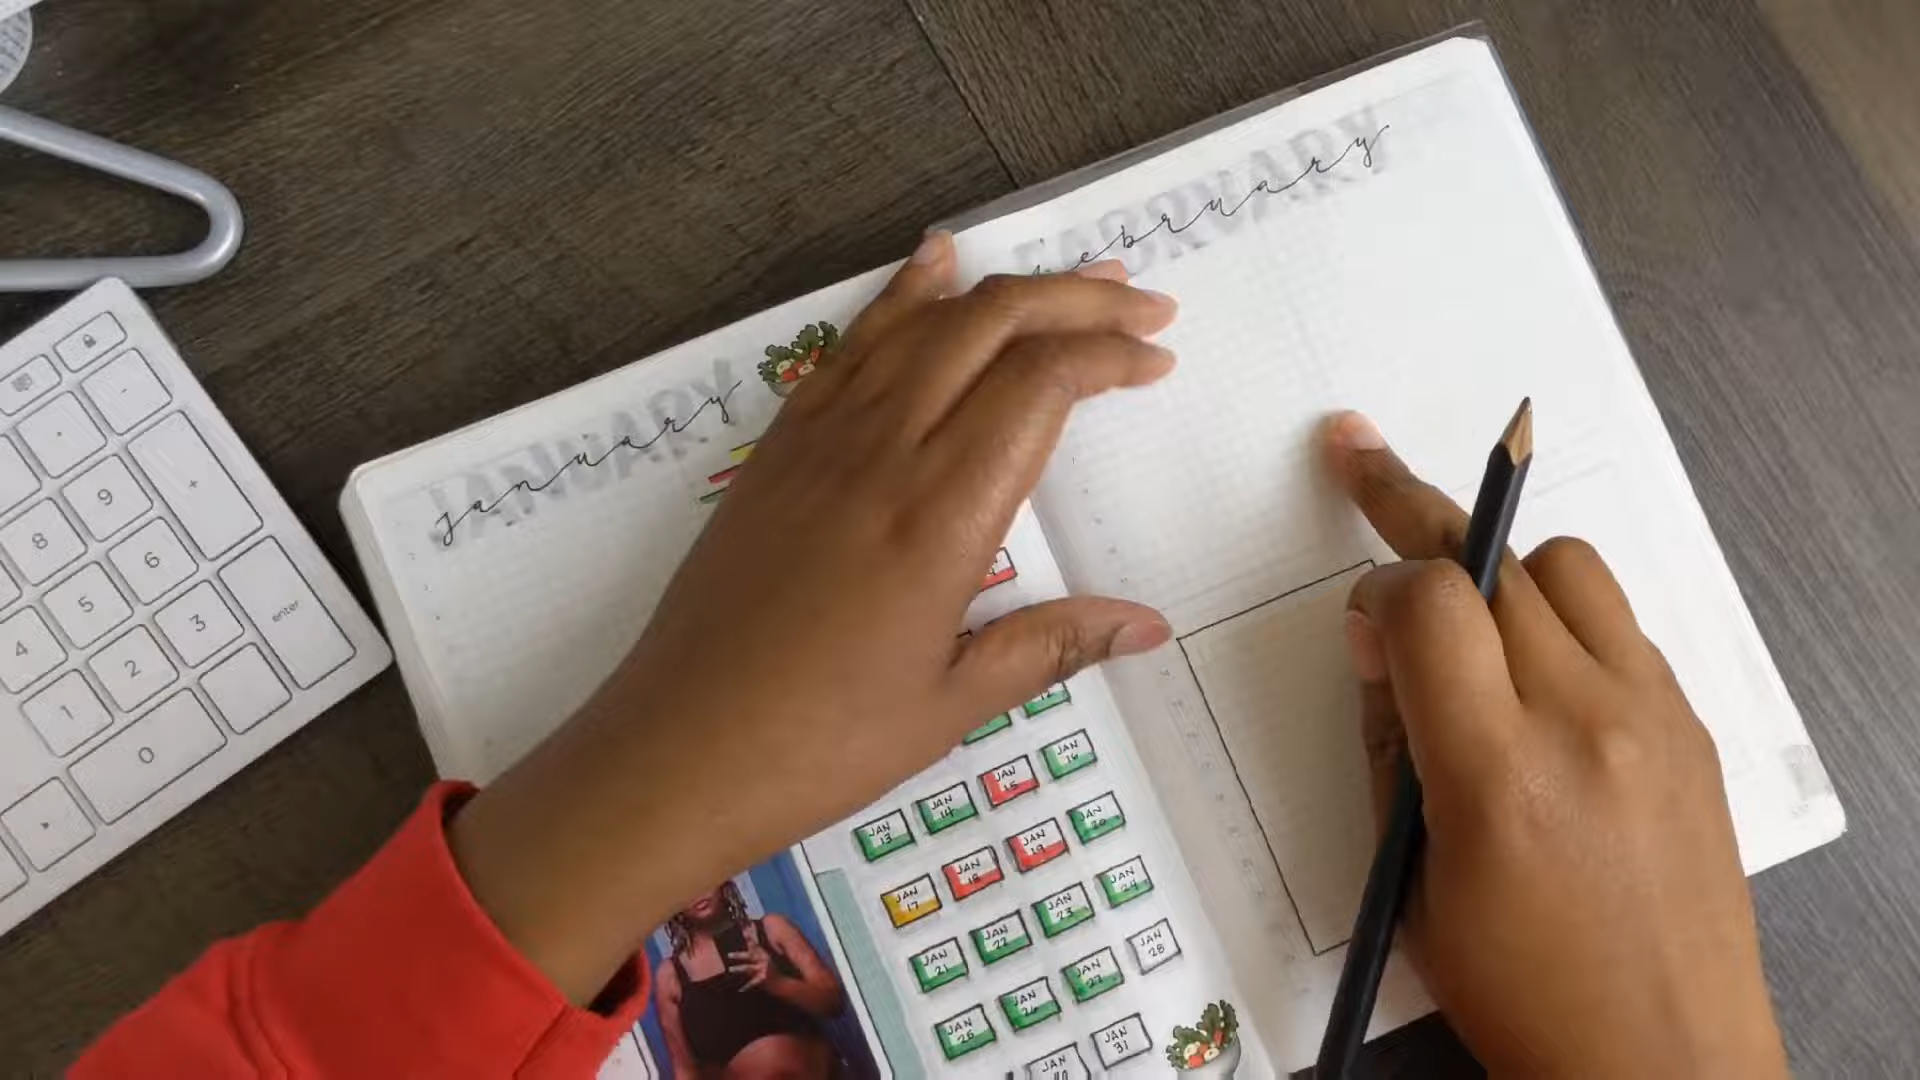 FEBRUARY
february
JANUARY
january
9
+
8
6
5
3
enter
4
2
1
0
12
JAN 16
JAN 15
JAN 14
JAN 13
JAN 20
JAN 19
JAN 18
JAN 17
JAN 24
JAN 23
JAN 22
JAN 21
JAN 28
JAN 27
JAN 26
JAN 25
JAN 31
JAN